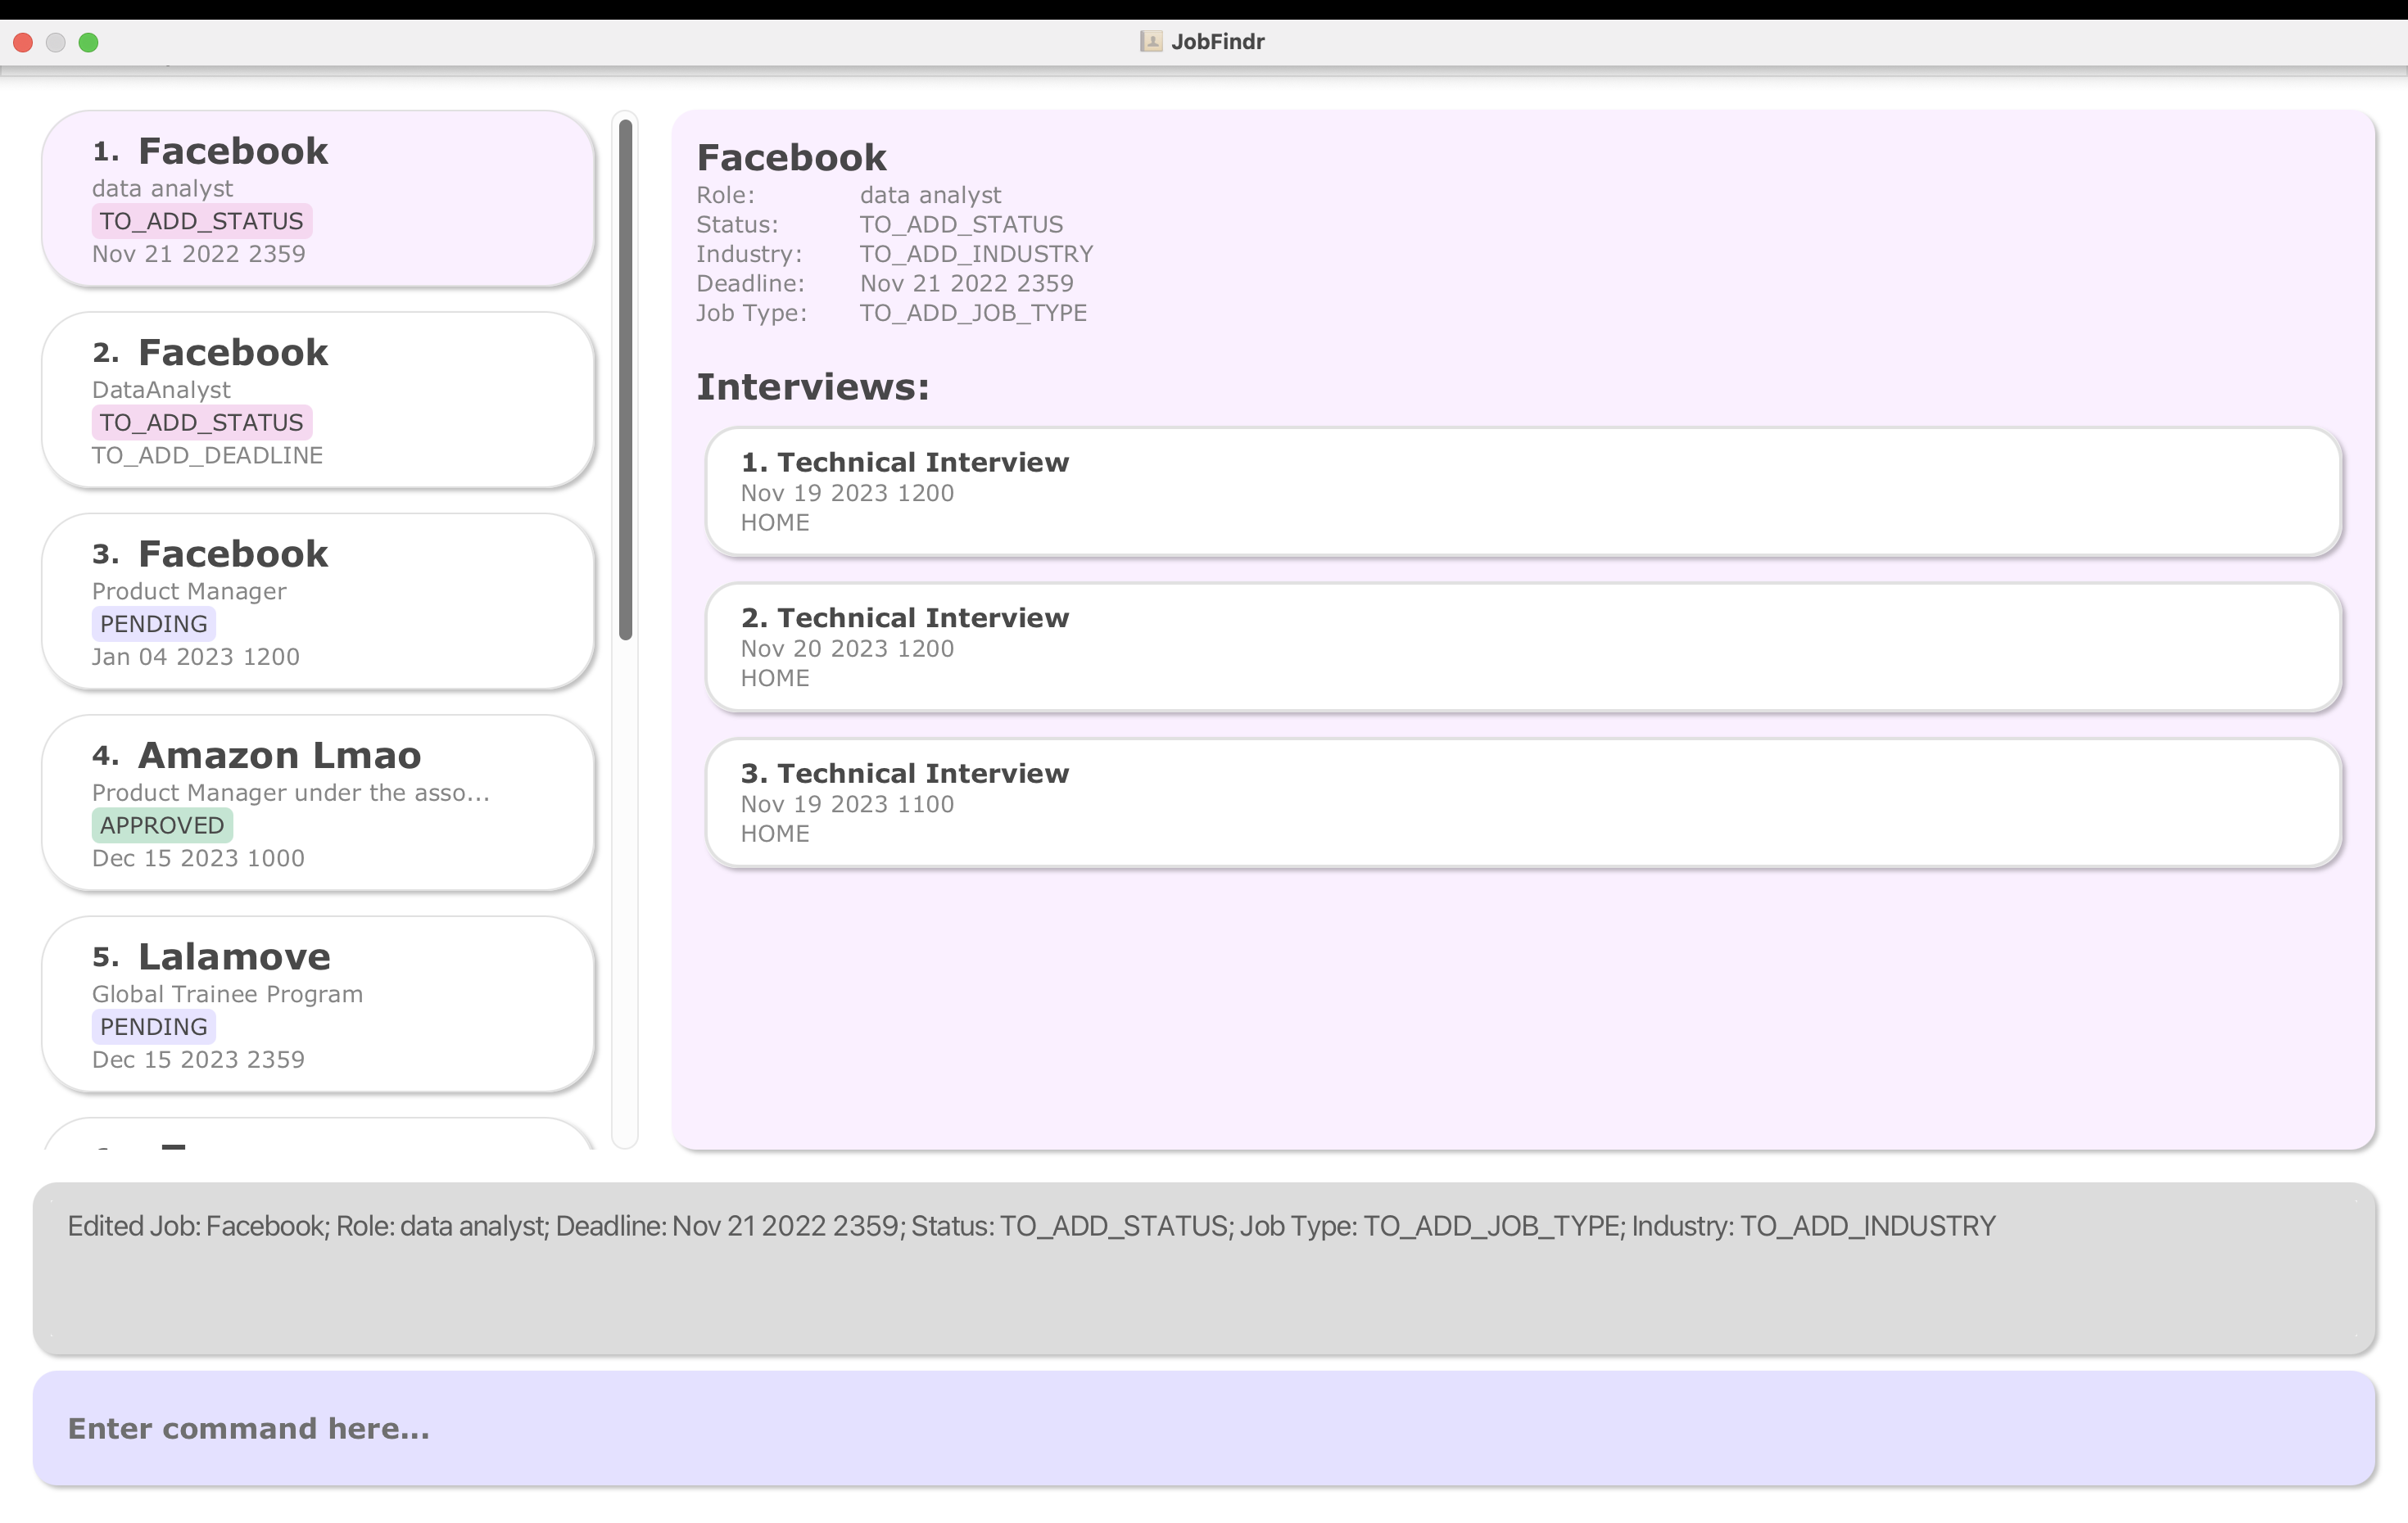 JobFindr
1. Facebook
data analyst
TO_ADD_STATUS
Nov 21 2022 2359
2. Facebook
DataAnalyst
TO_ADD_STATUS
TO_ADD_DEADLINE
3. Facebook
Product Manager
PENDING
Jan 04 2023 1200
4. Amazon Lmao
Product Manager under the asso...
APPROVED
Dec 15 2023 1000
5. Lalamove
Global Trainee Program
PENDING
Dec 15 2023 2359
Facebook
Role: data analyst
Status: TO_ADD_STATUS
Industry: TO_ADD_INDUSTRY
Deadline: Nov 21 2022 2359
Job Type: TO_ADD_JOB_TYPE
Interviews:
1. Technical Interview
Nov 19 2023 1200
HOME
2. Technical Interview
Nov 20 2023 1200
HOME
3. Technical Interview
Nov 19 2023 1100
HOME
Edited Job: Facebook; Role: data analyst; Deadline: Nov 21 2022 2359; Status: TO_ADD_STATUS; Job Type: TO_ADD_JOB_TYPE; Industry: TO_ADD_INDUSTRY
Enter command here...